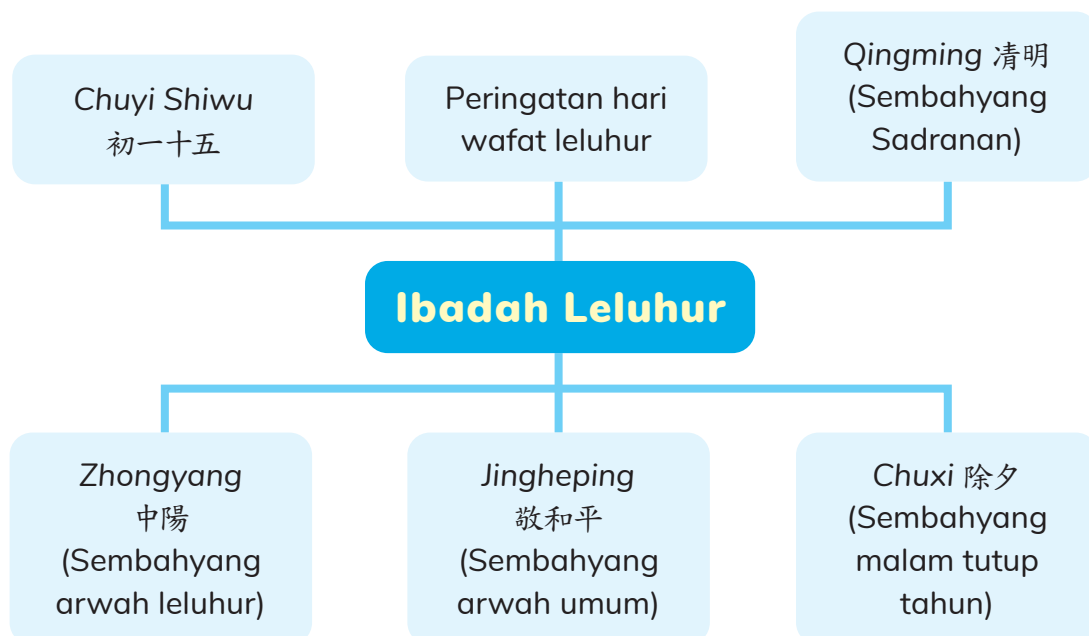 Chuyi Shiwu
初一十五
Peringatan hari
wafat leluhur
Qingming 凊明
(Sembahyang
Sadranan)
Ibadah Leluhur
Zhongyang
中陽
(Sembahyang
arwah leluhur)
Jingheping
敬和平
(Sembahyang
arwah umum)
Chuxi 除夕
(Sembahyang
malam tutup
tahun)